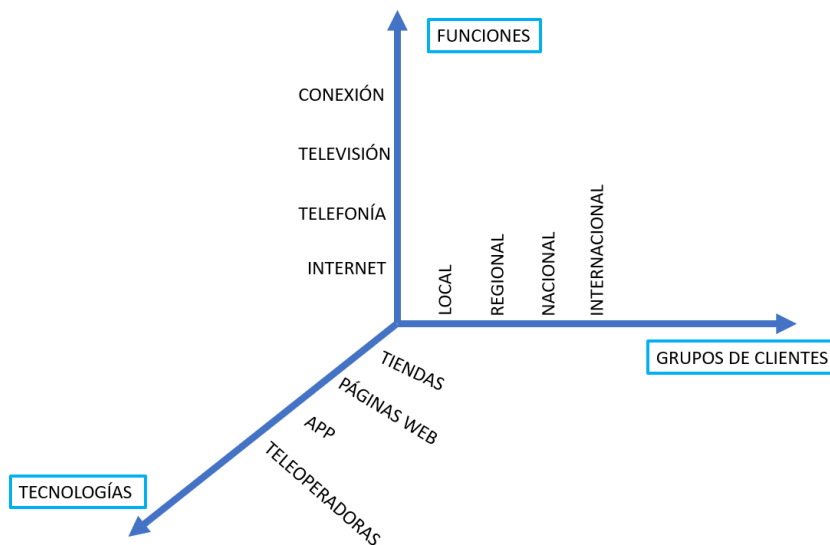 FUNCIONES
CONEXIÓN
TELEVISIÓN
TELEFONÍA
INTERNET
LOCAL
REGIONAL
NACIONAL
INTERNACIONAL
GRUPOS DE CLIENTES
TIENDAS
PÁGINAS WEB
APP
TELEOPERADORAS
TECNOLOGÍAS